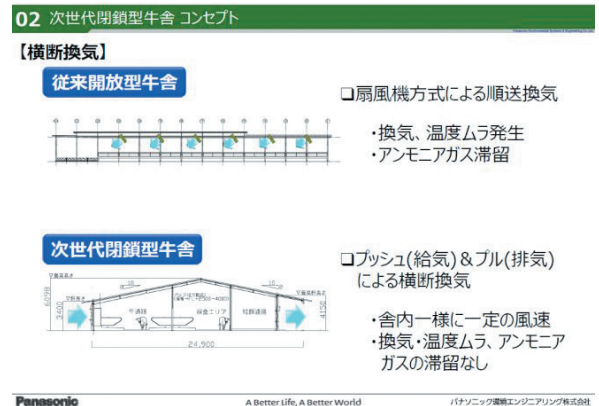 02 次世代閉鎖型牛舎 コンセプト
【横断換気】
従来開放型牛舎
❑扇風機方式による順送換気
・換気、温度ムラ発生
・アンモニアガス滞留
次世代閉鎖型牛舎
❑プッシュ(給気)&プル(排気)
による横断換気
・舎内一様に一定の風速
・換気・温度ムラ、アンモニア
ガスの滞留なし
10
10
6098
3400
4150
24,900
Panasonic
A Better Life, A Better World
パナソニック環境エンジニアリング株式会社